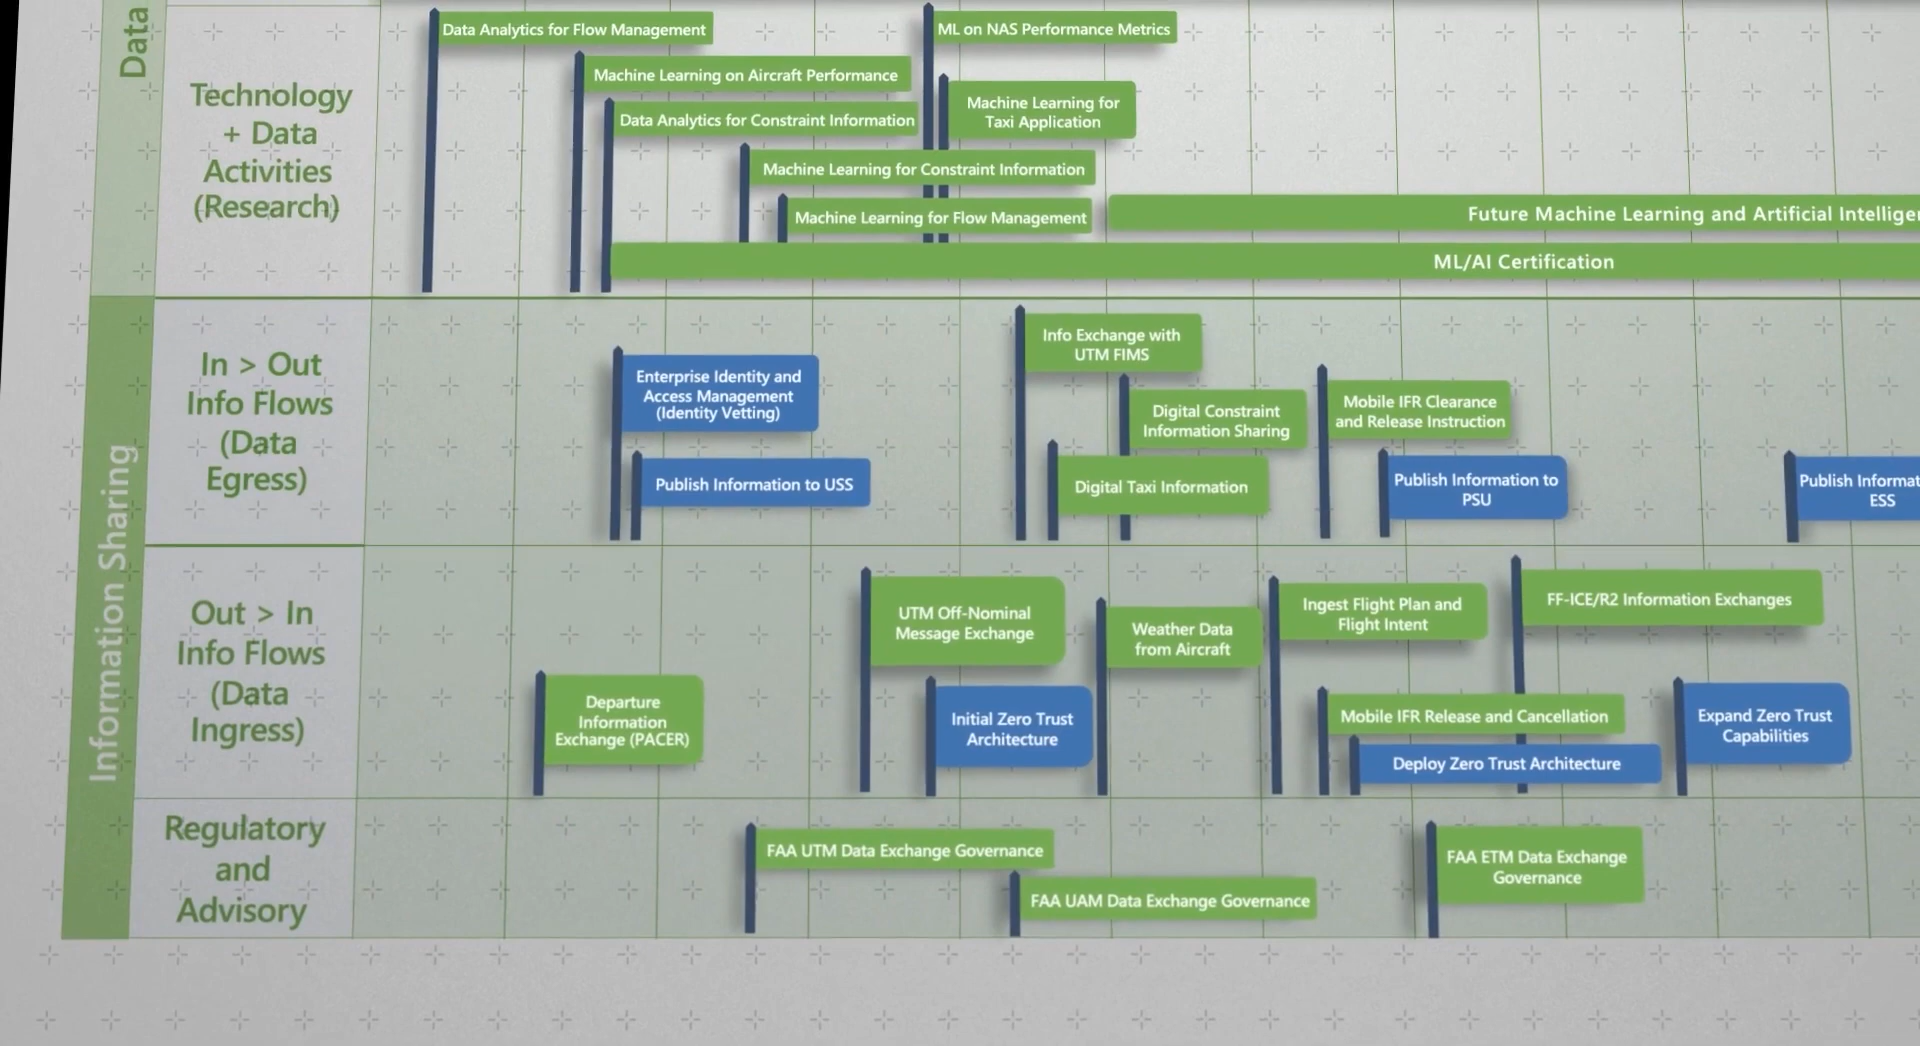 Data
Technology
+ Data
Activities
(Research)
Data Analytics for Flow Management
ML on NAS Performance Metrics
Machine Learning on Aircraft Performance
Machine Learning for
Taxi Application
Data Analytics for Constraint Information
Machine Learning for Constraint Information
Machine Learning for Flow Management
Future Machine Learning and Artificial
ML/AI Certification
Information Sharing
In > Out
Info Flows
(Data
Egress)
Enterprise Identity and
Access Management
(Identity Vetting)
Publish Information to USS
Info Exchange with
UTM FIMS
Digital Constraint
Information Sharing
Digital Taxi Information
Mobile IFR Clearance
and Release Instruction
Publish Information to
PSU
Publish
ESS
Out > In
Info Flows
(Data
Ingress)
Departure
Information
Exchange (PACER)
UTM Off-Nominal
Message Exchange
Initial Zero Trust
Architecture
Weather Data
from Aircraft
Ingest Flight Plan and
Flight Intent
FF-ICE/R2 Information Exchanges
Mobile IFR Release and Cancellation
Deploy Zero Trust Architecture
Expand Zero Trust
Capabilities
Regulatory
and
Advisory
FAA UTM Data Exchange Governance
FAA UAM Data Exchange Governance
FAA ETM Data Exchange
Governance